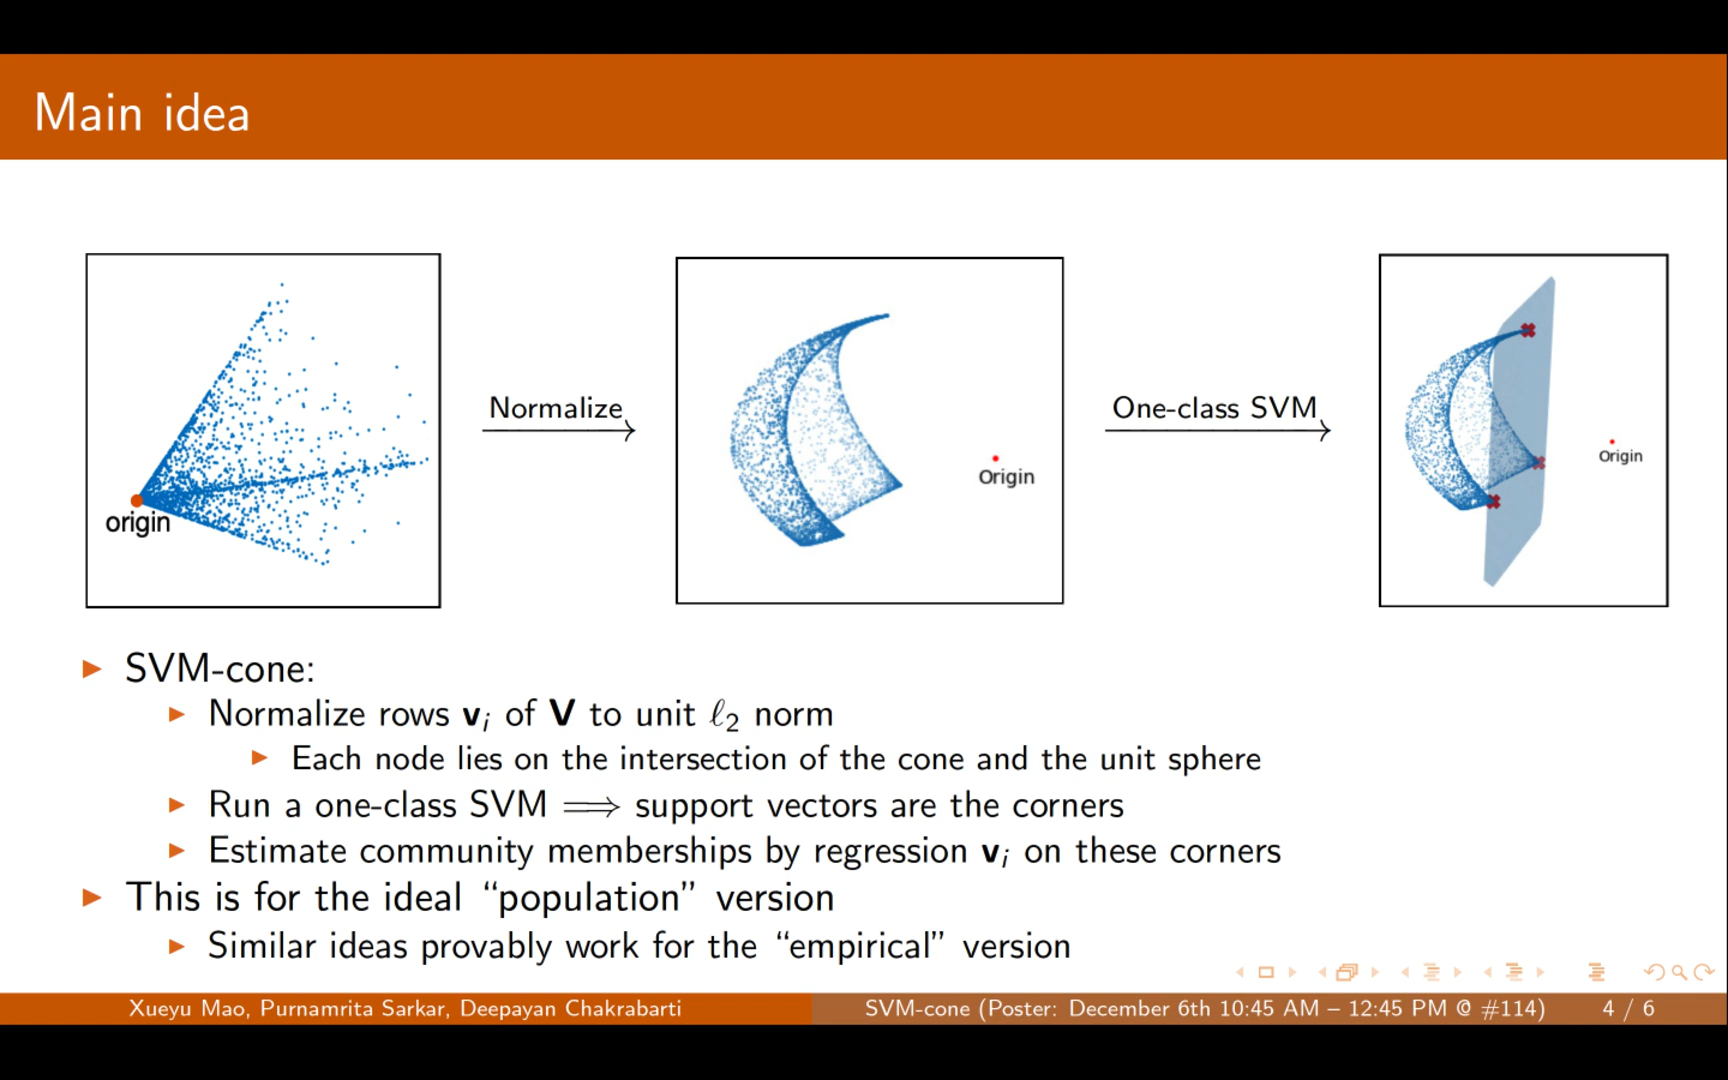 Main idea
origin
Normalize
Origin
One-class SVM
Origin
SVM-cone:
Normalize rows vᵢ of V to unit ℓ₂ norm
Each node lies on the intersection of the cone and the unit sphere
Run a one-class SVM ⟹ support vectors are the corners
Estimate community memberships by regression vᵢ on these corners
This is for the ideal “population” version
Similar ideas provably work for the “empirical” version
Xueyu Mao, Purnamrita Sarkar, Deepayan Chakrabarti
SVM-cone (Poster: December 6th 10:45 AM – 12:45 PM @ #114)
4 / 6